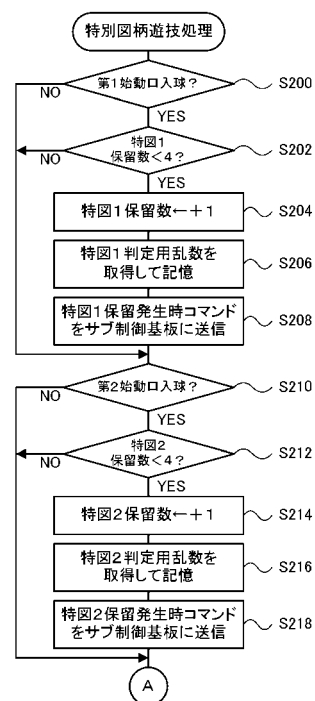 特別図柄遊技処理
第1始動口入球？
S200
NO
YES
特図1
保留数<4？
S202
NO
YES
特図1保留数←+1
S204
特図1判定用乱数を
取得して記憶
S206
特図1保留発生時コマンド
をサブ制御基板に送信
S208
第2始動口入球？
S210
NO
YES
特図2
保留数<4？
S212
NO
YES
特図2保留数←+1
S214
特図2判定用乱数を
取得して記憶
S216
特図2保留発生時コマンド
をサブ制御基板に送信
S218
A